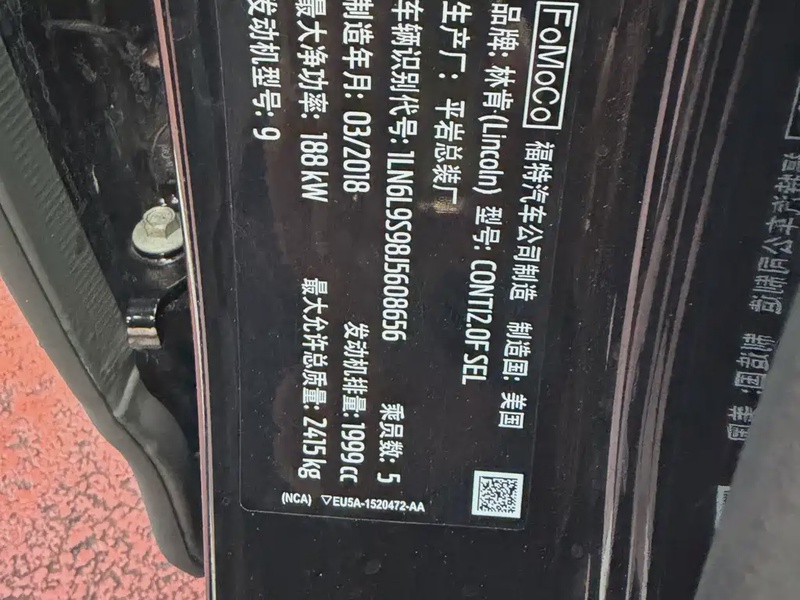 FoMoCo 福特汽车公司制造 制造国: 美国
品牌: 林肯(Lincoln) 型号: CONT2.0F SEL
生产厂: 平岩总装厂
车辆识别代号: 1LN6L9S98J5608656 乘员数: 5
制造年月: 03/2018 发动机排量: 1999 cc
最大净功率: 188 kW 最大允许总质量: 2415 kg
发动机型号: 9
(NCA) ▽EU5A-1520472-AA